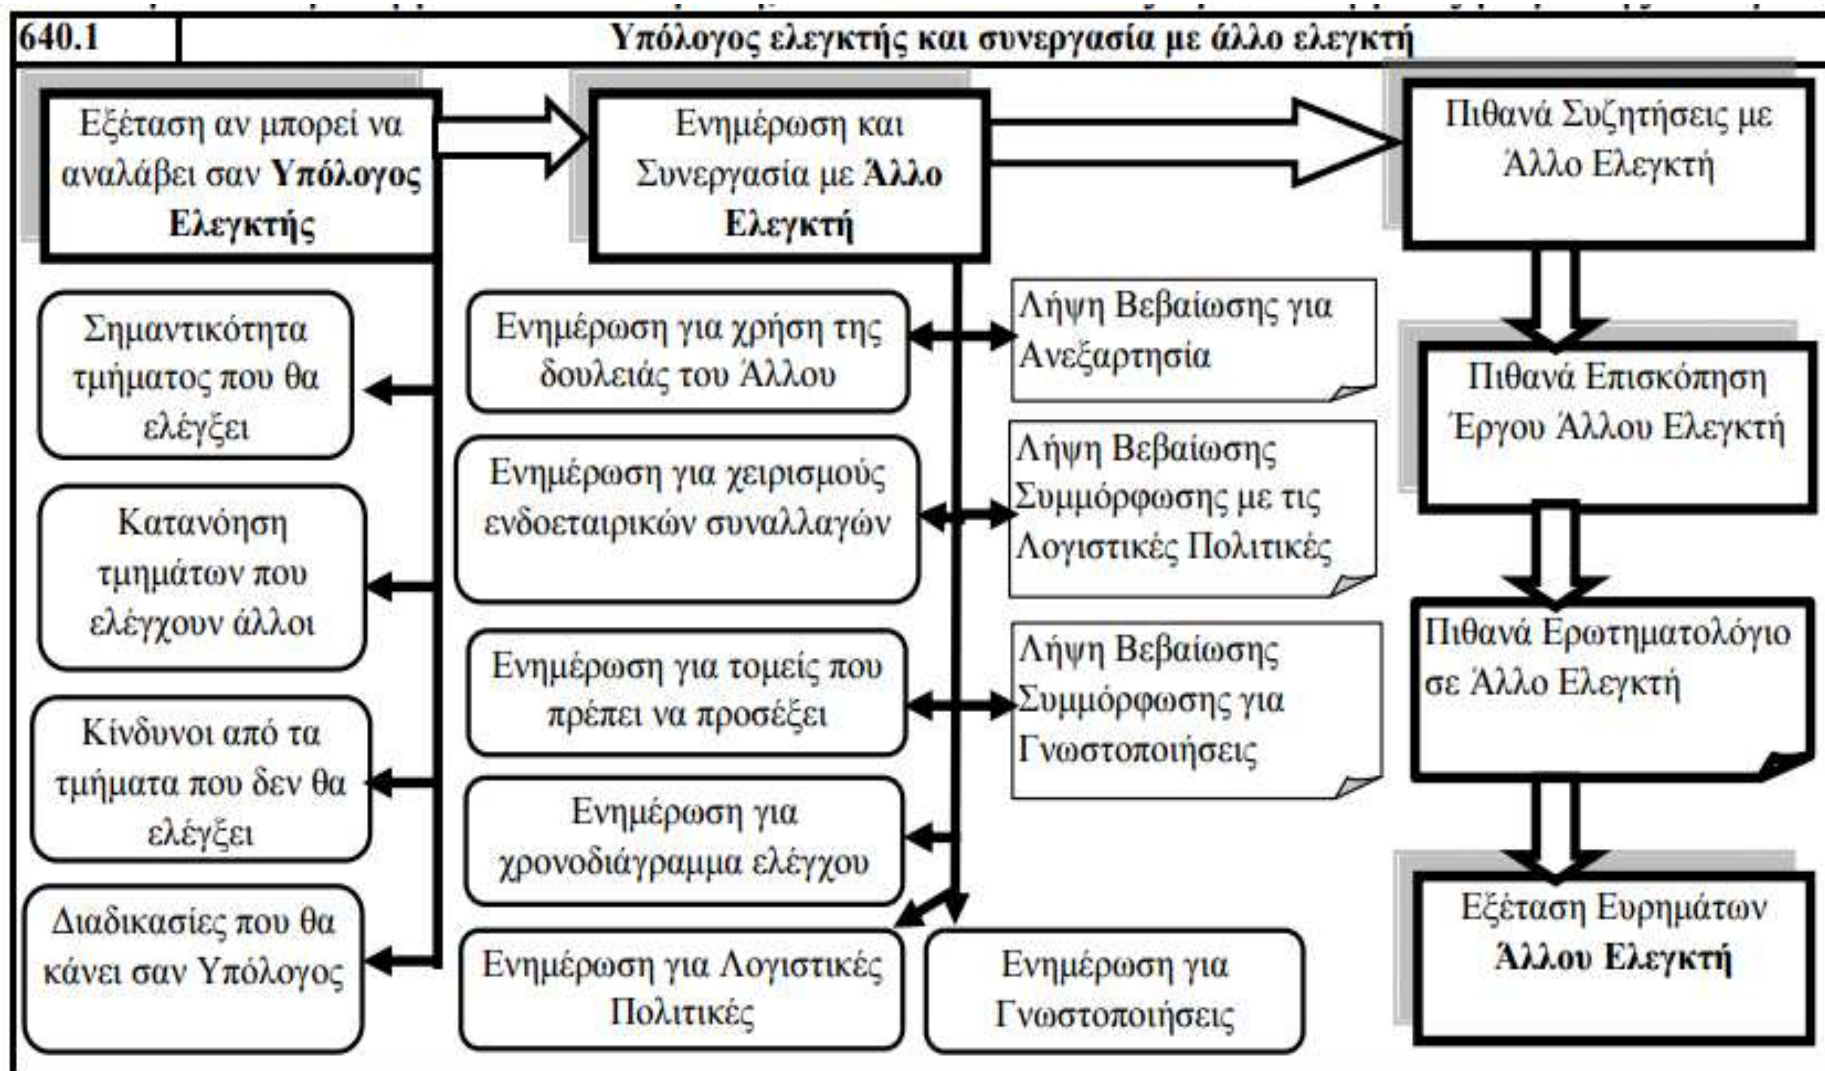 640.1
Υπόλογος ελεγκτής και συνεργασία με άλλο ελεγκτή
Εξέταση αν μπορεί να
αναλάβει σαν Υπόλογος
Ελεγκτής
Ενημέρωση και
Συνεργασία με Άλλο
Ελεγκτή
Πιθανά Συζητήσεις με
Άλλο Ελεγκτή
Σημαντικότητα
τμήματος που θα
ελέγξει
Κατανόηση
τμημάτων που
ελέγχουν άλλοι
Κίνδυνοι από τα
τμήματα που δεν θα
ελέγξει
Διαδικασίες που θα
κάνει σαν Υπόλογος
Ενημέρωση για χρήση της
δουλειάς του Άλλου
Ενημέρωση για χειρισμούς
ενδοεταιρικών συναλλαγών
Ενημέρωση για τομείς που
πρέπει να προσέξει
Ενημέρωση για
χρονοδιάγραμμα ελέγχου
Ενημέρωση για Λογιστικές
Πολιτικές
Ενημέρωση για
Γνωστοποιήσεις
Λήψη Βεβαίωσης για
Ανεξαρτησία
Λήψη Βεβαίωσης
Συμμόρφωσης με τις
Λογιστικές Πολιτικές
Λήψη Βεβαίωσης
Συμμόρφωσης για
Γνωστοποιήσεις
Πιθανά Επισκόπηση
Έργου Άλλου Ελεγκτή
Πιθανά Ερωτηματολόγιο
σε Άλλο Ελεγκτή
Εξέταση Ευρημάτων
Άλλου Ελεγκτή